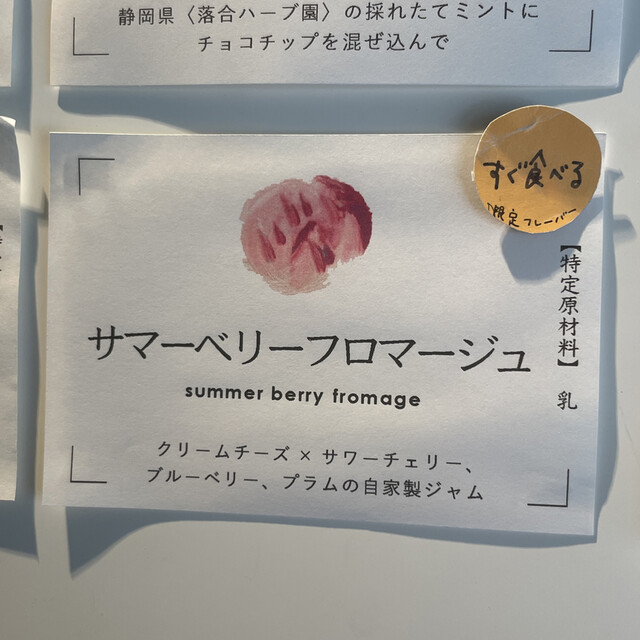 静岡県〈落合ハーブ園〉の採れたてミントに
チョコチップを混ぜ込んで
すぐ食べる
限定フレーバー
【特定原材料】 乳
サマーベリーフロマージュ
summer berry fromage
クリームチーズ × サワーチェリー、
ブルーベリー、プラムの自家製ジャム